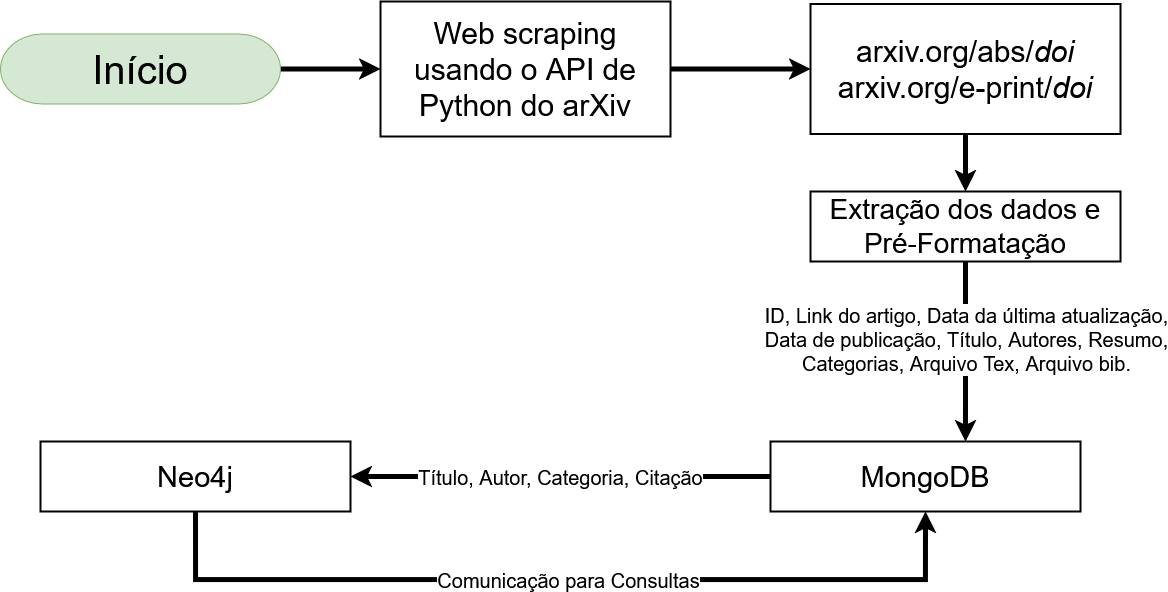 Início
Web scraping
usando o API de
Python do arXiv
arxiv.org/abs/doi
arxiv.org/e-print/doi
Extração dos dados e
Pré-Formatação
ID, Link do artigo, Data da última atualização,
Data de publicação, Título, Autores, Resumo,
Categorias, Arquivo Tex, Arquivo bib.
Neo4j
Título, Autor, Categoria, Citação
MongoDB
Comunicação para Consultas